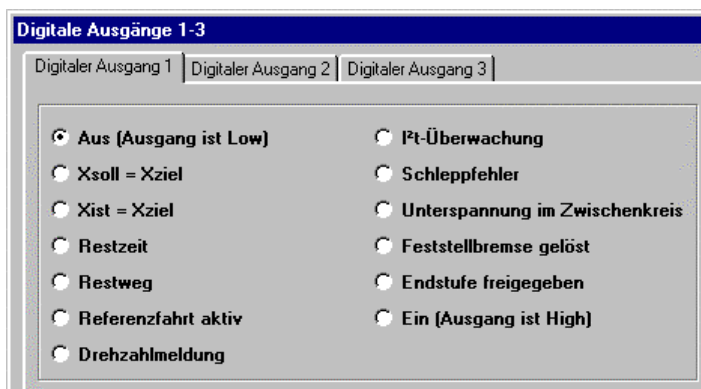 Digitale Ausgänge 1-3
Digitaler Ausgang 1 Digitaler Ausgang 2 Digitaler Ausgang 3
Aus (Ausgang ist Low)
Xsoll = Xziel
Xist = Xziel
Restzeit
Restweg
Referenzfahrt aktiv
Drehzahlmeldung
I²t-Überwachung
Schleppfehler
Unterspannung im Zwischenkreis
Feststellbremse gelöst
Endstufe freigegeben
Ein (Ausgang ist High)